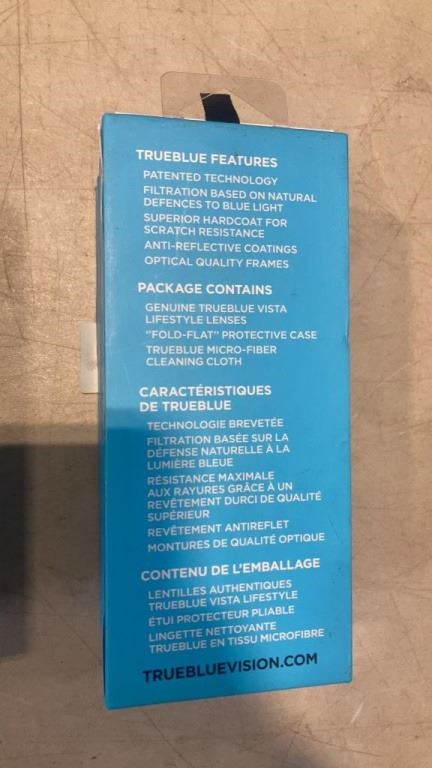 TRUEBLUE FEATURES
PATENTED TECHNOLOGY
FILTRATION BASED ON NATURAL
DEFENCES TO BLUE LIGHT
SUPERIOR HARDCOAT FOR
SCRATCH RESISTANCE
ANTI-REFLECTIVE COATINGS
OPTICAL QUALITY FRAMES
PACKAGE CONTAINS
GENUINE TRUEBLUE VISTA
LIFESTYLE LENSES
"FOLD-FLAT" PROTECTIVE CASE
TRUEBLUE MICRO-FIBER
CLEANING CLOTH
CARACTÉRISTIQUES
DE TRUEBLUE
TECHNOLOGIE BREVETÉE
FILTRATION BASÉE SUR LA
DÉFENSE NATURELLE À LA
LUMIÈRE BLEUE
RÉSISTANCE MAXIMALE
AUX RAYURES GRÂCE À UN
REVÊTEMENT DURCI DE QUALITÉ
SUPÉRIEUR
REVÊTEMENT ANTIREFLET
MONTURES DE QUALITÉ OPTIQUE
CONTENU DE L'EMBALLAGE
LENTILLES AUTHENTIQUES
TRUEBLUE VISTA LIFESTYLE
ÉTUI PROTECTEUR PLIABLE
LINGETTE NETTOYANTE
TRUEBLUE EN TISSU MICROFIBRE
TRUEBLUEVISION.COM